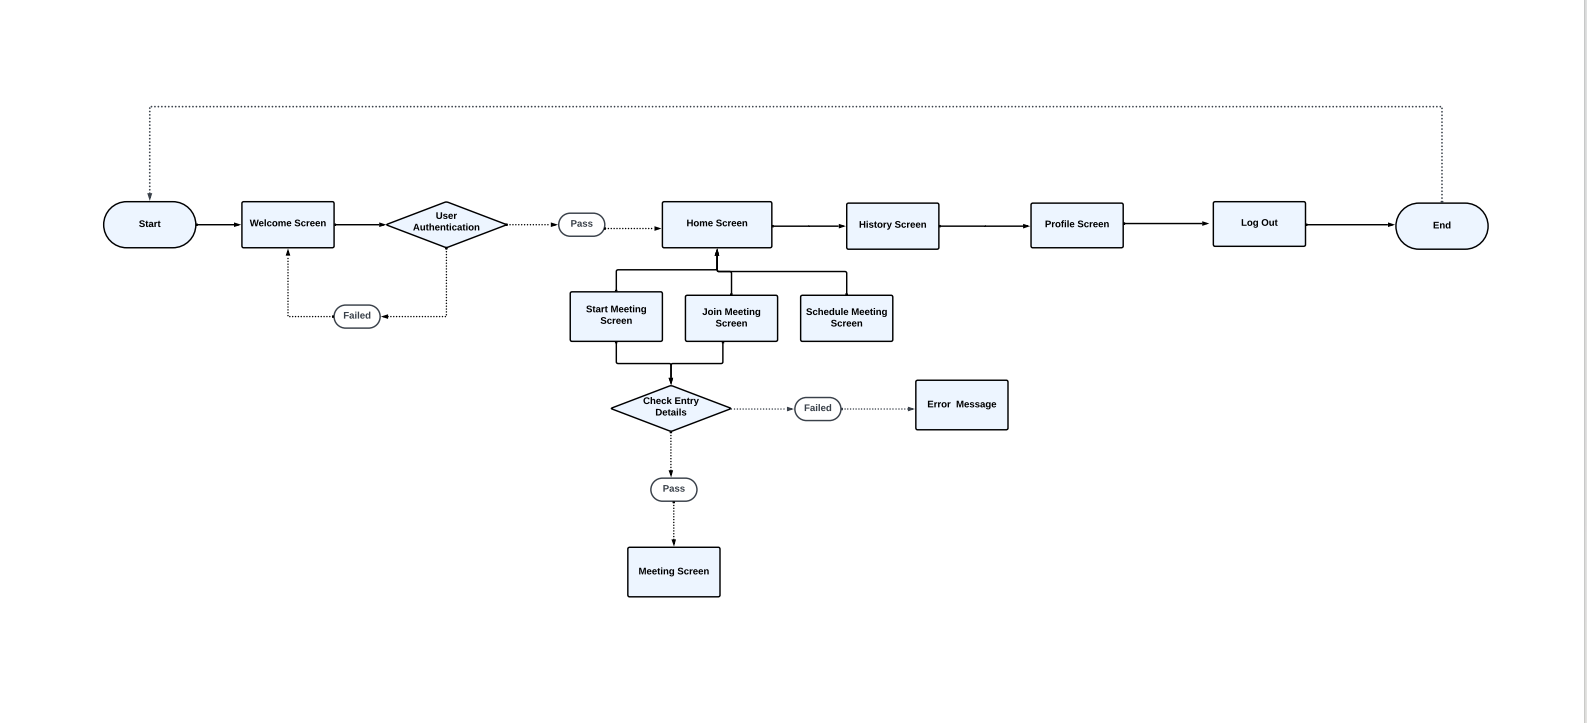 Start
Welcome Screen
User
Authentication
Pass
Home Screen
History Screen
Profile Screen
Log Out
End
Failed
Start Meeting
Screen
Join Meeting
Screen
Schedule Meeting
Screen
Check Entry
Details
Failed
Error  Message
Pass
Meeting Screen